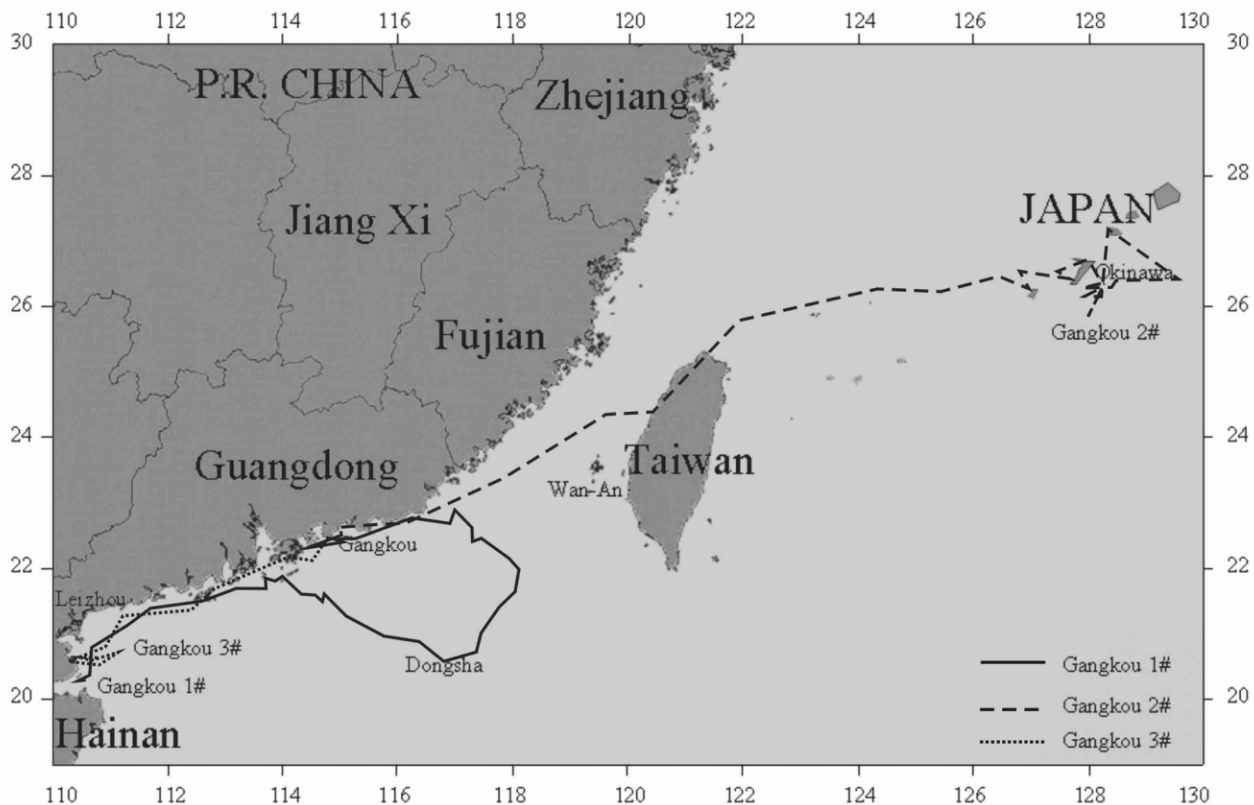 110 112 114 116 118 120 122 124 126 128 130
30 30
P.R. CHINA
Zhejiang
28 28
JAPAN
Jiang Xi
Okinawa
26 26
Gangkou 2#
Fujian
24 24
Guangdong
Taiwan
Wan-An
Gangkou
22 22
Leizhou
Gangkou 3#
Dongsha
Gangkou 1#
Gangkou 1#
20 20
Gangkou 2#
Hainan
Gangkou 3#
110 112 114 116 118 120 122 124 126 128 130